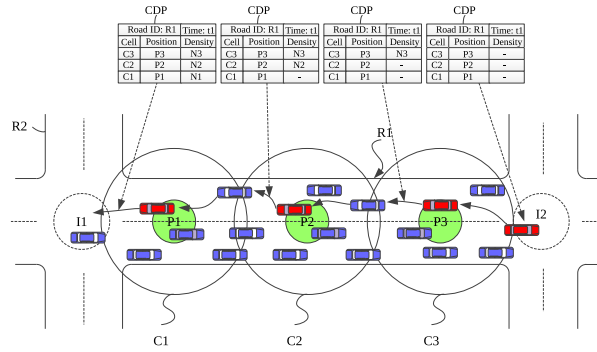 CDP CDP CDP CDP
Road ID: R1 Time: t1 Road ID: R1 Time: t1 Road ID: R1 Time: t1 Road ID: R1 Time: t1
Cell Position Density Cell Position Density Cell Position Density Cell Position Density
C3 P3 N3 C3 P3 N3 C3 P3 N3 C3 P3 -
C2 P2 N2 C2 P2 N2 C2 P2 - C2 P2 -
C1 P1 N1 C1 P1 - C1 P1 - C1 P1 -
R2 R1
I1 P1 P2 P3 I2
C1 C2 C3